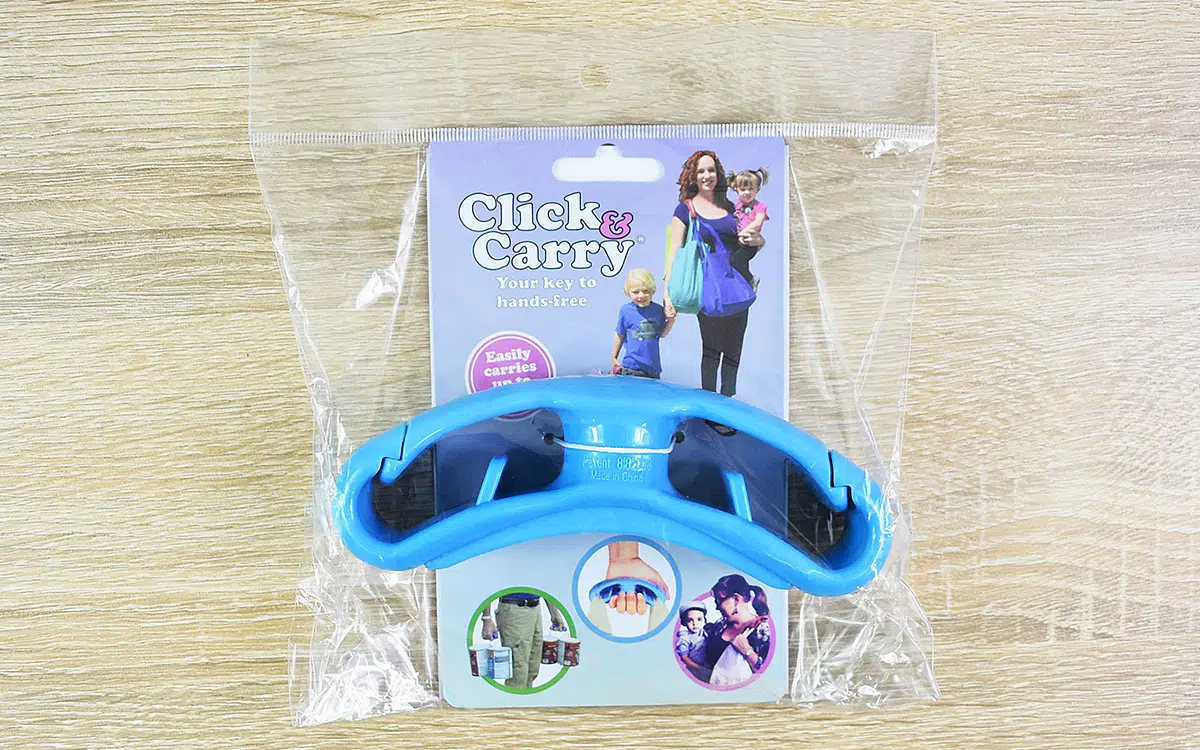 Click &
Carry®
Your key to
hands-free
Easily
carries
up to
Patent
Made in China